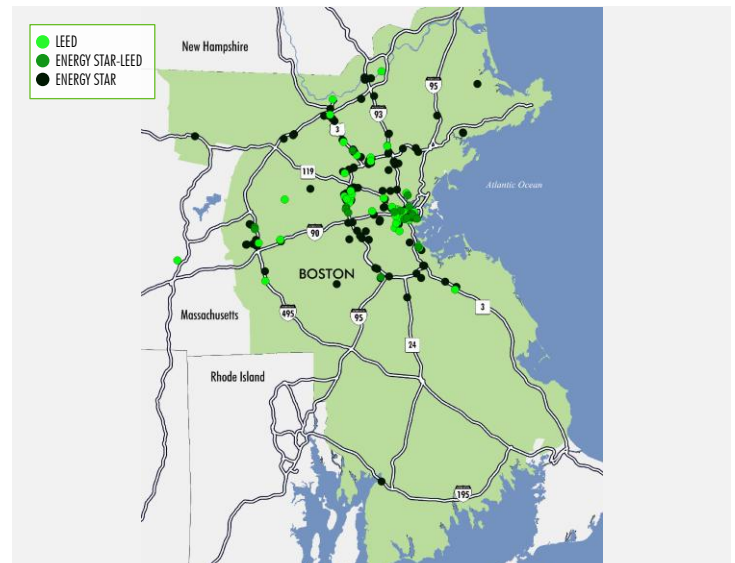 LEED
ENERGY STAR-LEED
ENERGY STAR
New Hampshire
95
93
3
119
Atlantic Ocean
90
BOSTON
Massachusetts
495
95
3
24
Rhode Island
195